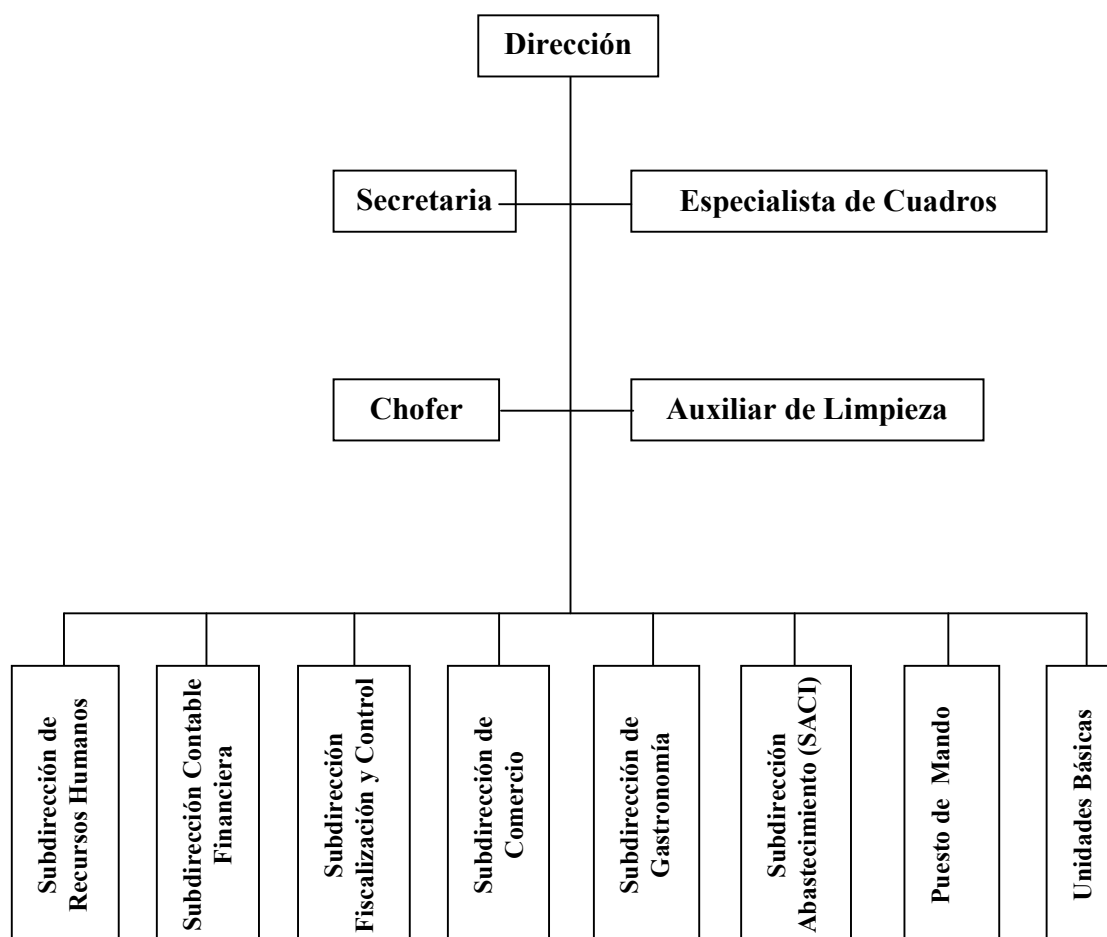 Dirección
Secretaria
Especialista de Cuadros
Chofer
Auxiliar de Limpieza
Subdirección de
Recursos Humanos
Subdirección Contable
Financiera
Subdirección
Fiscalización y Control
Subdirección de
Comercio
Subdirección de
Gastronomía
Subdirección
Abastecimiento (SACI)
Puesto de  Mando
Unidades Básicas